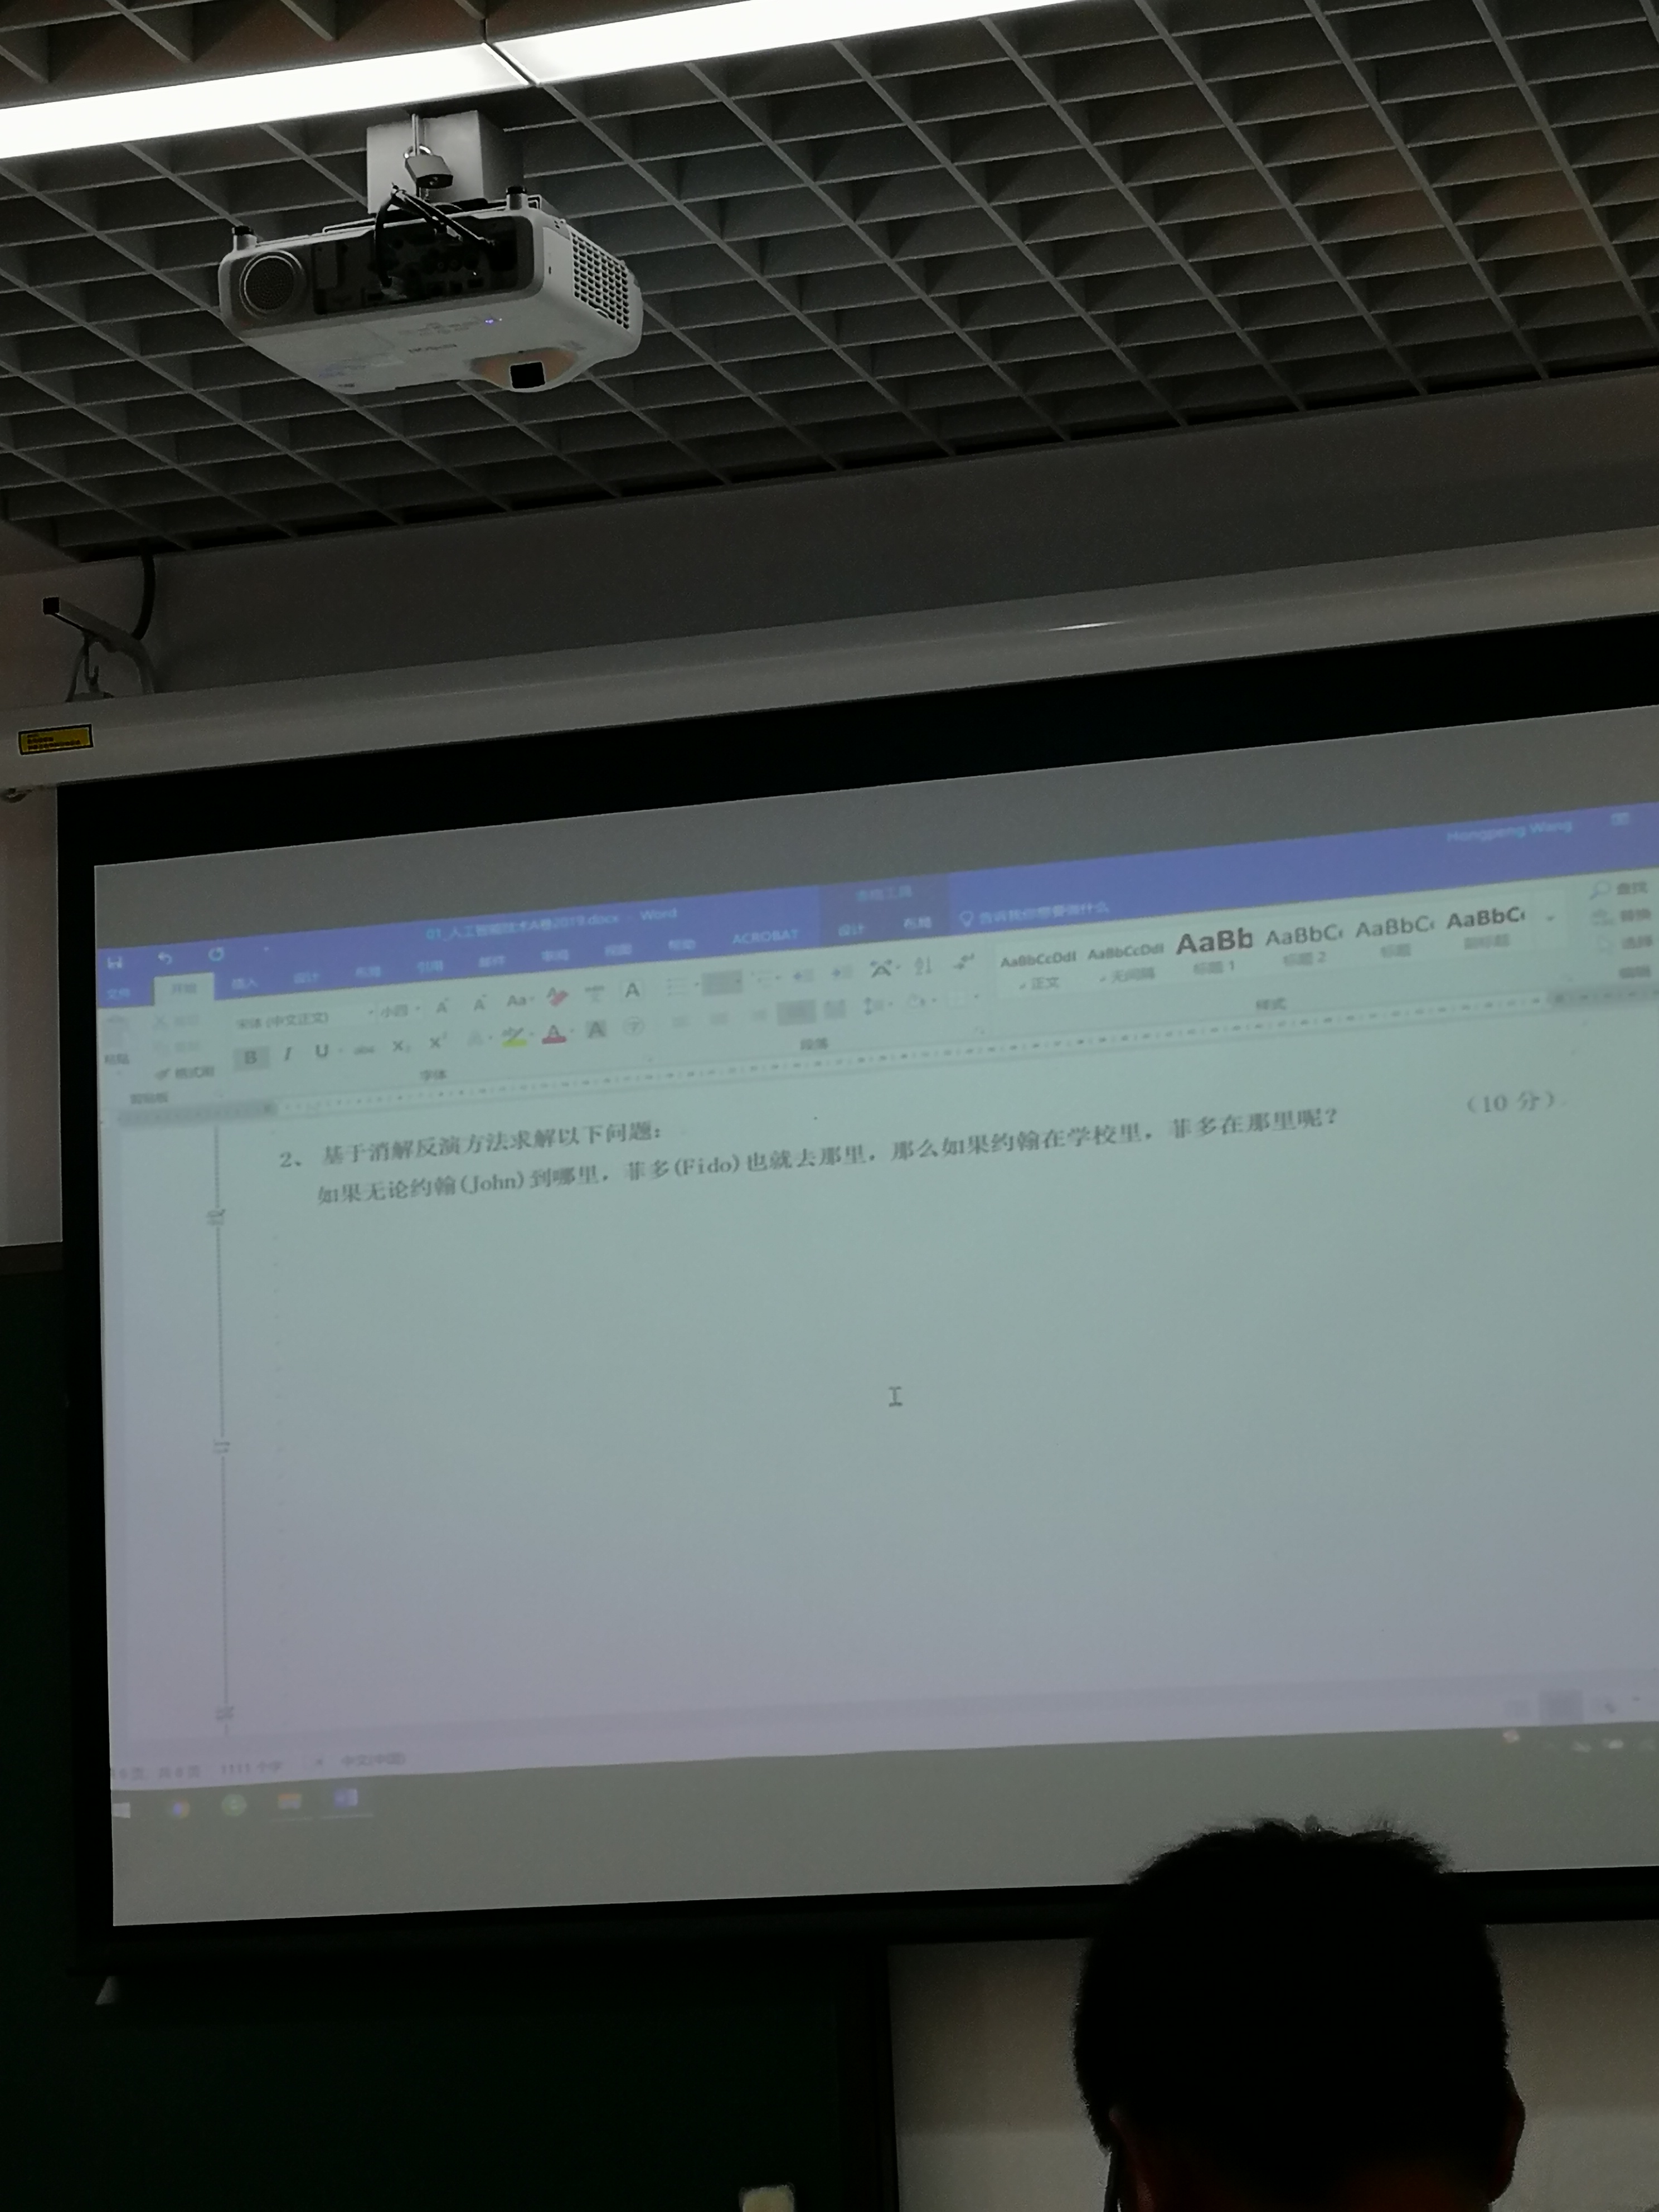 Hongpeng Wang
01_人工智能技术A卷2019.docx - Word
表格工具
文件 开始 插入 设计 布局 引用 邮件 审阅 视图 帮助 ACROBAT 设计 布局 告诉我你想要做什么
宋体 (中文正文) 小四 Aa A
AaBbCcDdI AaBbCcDdI AaBb AaBbC AaBbC AaBbC
正文 无间隔 标题 1 标题 2 标题 副标题
查找
替换
选择
粘贴 格式刷 B I U abc X₂ X² A A
剪贴板 字体 段落 样式 编辑
2、 基于消解反演方法求解以下问题: (10 分)
如果无论约翰(John)到哪里，菲多(Fido)也就去那里，那么如果约翰在学校里，菲多在那里呢?
1111 个字 中文(中国)